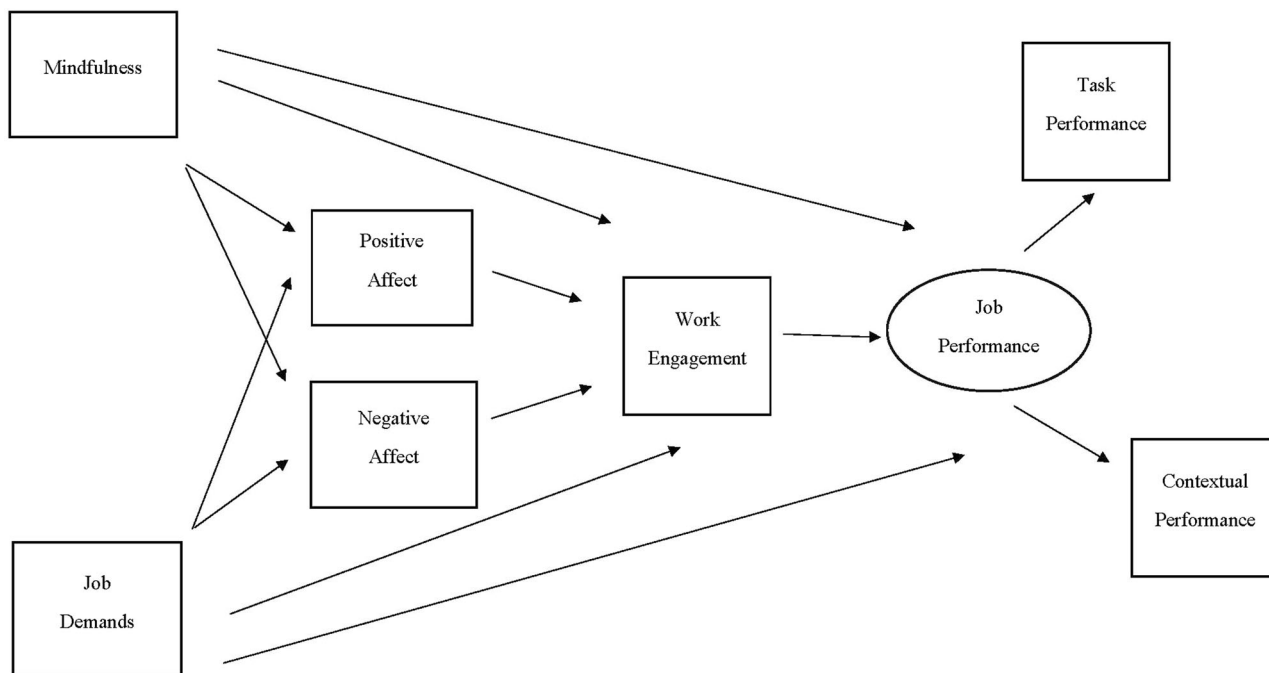 Mindfulness
Task
Performance
Positive
Affect
Work
Engagement
Job
Performance
Negative
Affect
Contextual
Performance
Job
Demands